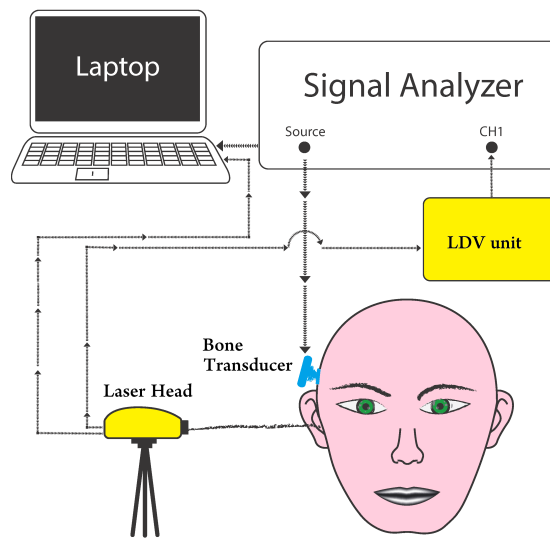 Laptop
Signal Analyzer
Source
CH1
LDV unit
Bone
Transducer
Laser Head